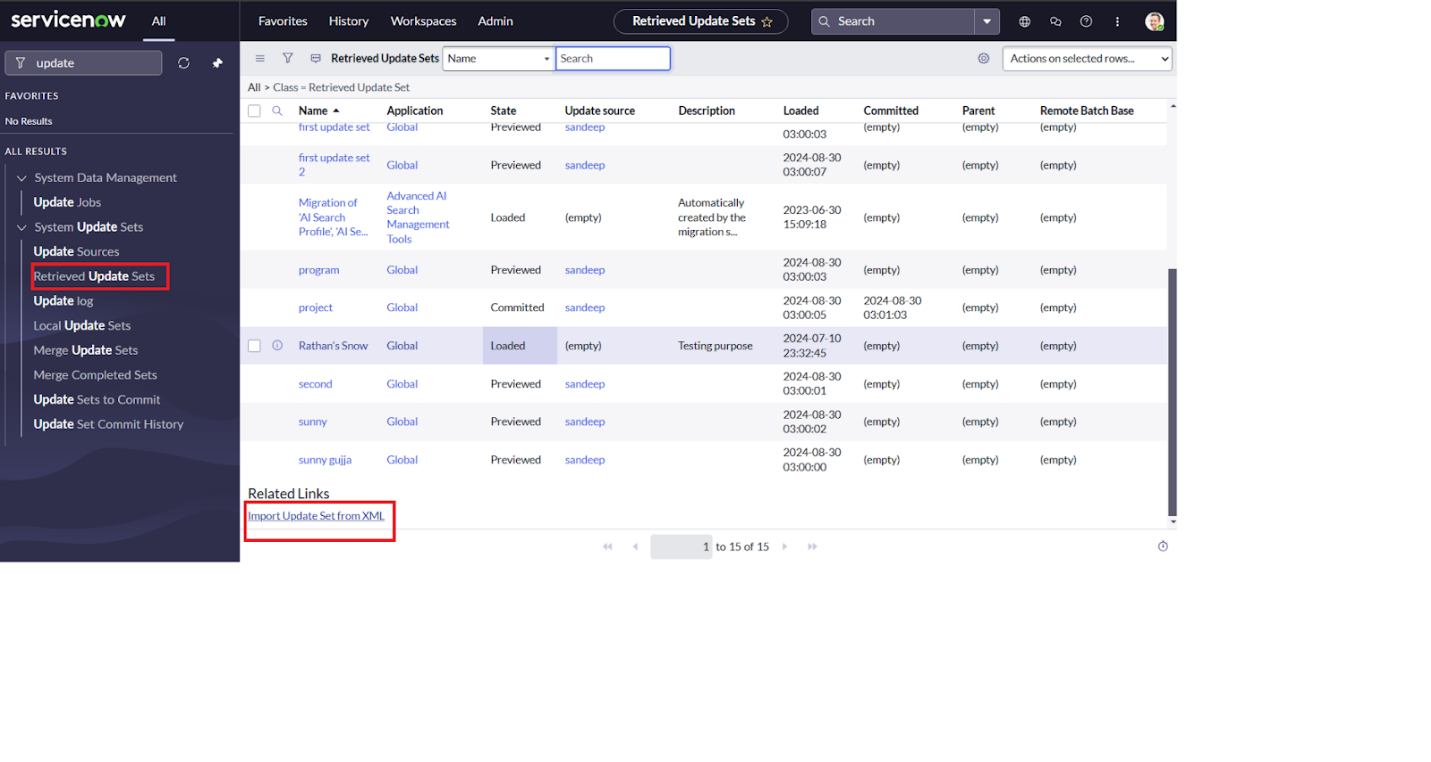 servicenow All Favorites History Workspaces Admin Retrieved Update Sets Search
update
Retrieved Update Sets Name Search Actions on selected rows...
FAVORITES
No Results
ALL RESULTS
System Data Management
Update Jobs
System Update Sets
Update Sources
Retrieved Update Sets
Update log
Local Update Sets
Merge Update Sets
Merge Completed Sets
Update Sets to Commit
Update Set Commit History
All > Class = Retrieved Update Set
Name Application State Update source Description Loaded Committed Parent Remote Batch Base
first update set Global Previewed sandeep 03:00:03 (empty) (empty) (empty)
first update set
2
Global Previewed sandeep
2024-08-30
03:00:07
(empty) (empty) (empty)
Migration of
'AI Search
Profile', 'AI Se...
Advanced AI
Search
Management
Tools
Loaded (empty)
Automatically
created by the
migration s...
2023-06-30
15:09:18
(empty) (empty) (empty)
program Global Previewed sandeep
2024-08-30
03:00:03
(empty) (empty) (empty)
project Global Committed sandeep
2024-08-30
03:00:05
2024-08-30
03:01:03
(empty) (empty)
Rathan's Snow Global Loaded (empty) Testing purpose
2024-07-10
23:32:45
(empty) (empty) (empty)
second Global Previewed sandeep
2024-08-30
03:00:01
(empty) (empty) (empty)
sunny Global Previewed sandeep
2024-08-30
03:00:02
(empty) (empty) (empty)
sunny gujja Global Previewed sandeep
2024-08-30
03:00:00
(empty) (empty) (empty)
Related Links
Import Update Set from XML
1 to 15 of 15